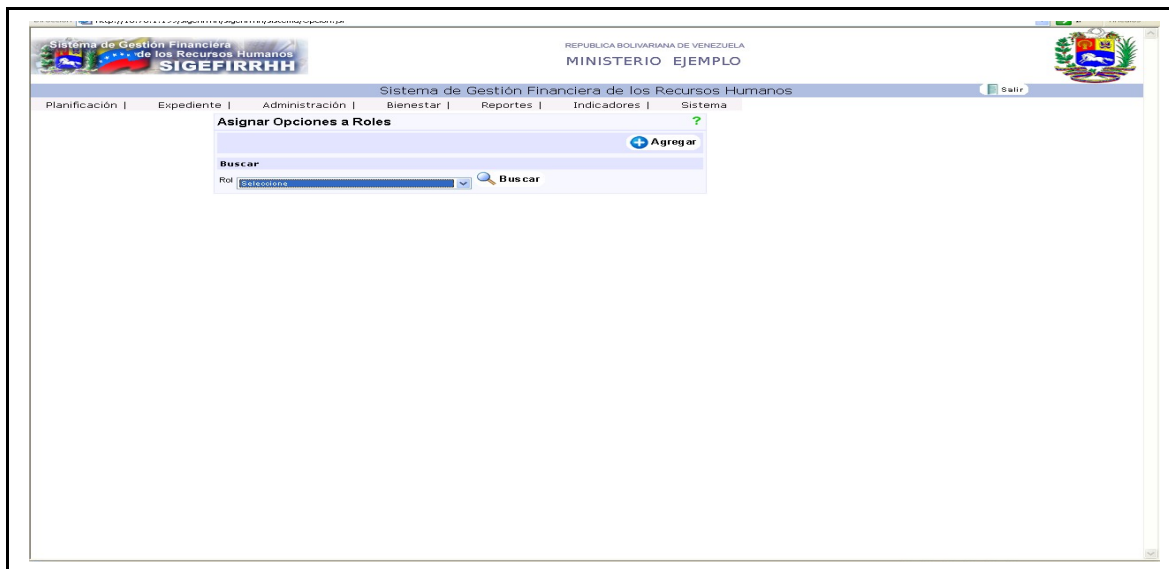 Sistema de Gestión Financiera
de los Recursos Humanos
SIGEFIRRHH
REPUBLICA BOLIVARIANA DE VENEZUELA
MINISTERIO EJEMPLO
Sistema de Gestión Financiera de los Recursos Humanos
Salir
Planificación | Expediente | Administración | Bienestar | Reportes | Indicadores | Sistema
Asignar Opciones a Roles ?
Agregar
Buscar
Rol Seleccione Buscar